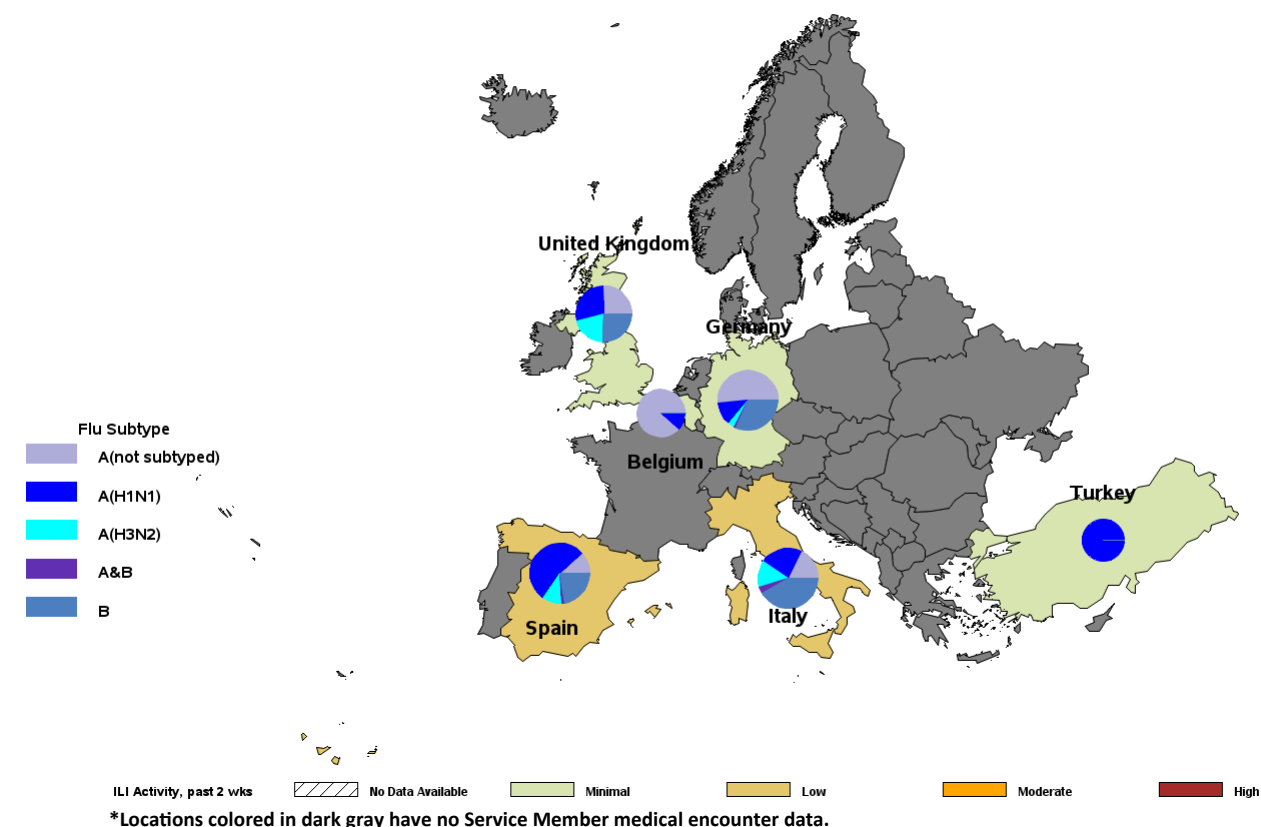 United Kingdom
Germany
Belgium
Turkey
Spain
Italy
Flu Subtype
A(not subtyped)
A(H1N1)
A(H3N2)
A&B
B
ILI Activity, past 2 wks No Data Available Minimal Low Moderate High
*Locations colored in dark gray have no Service Member medical encounter data.